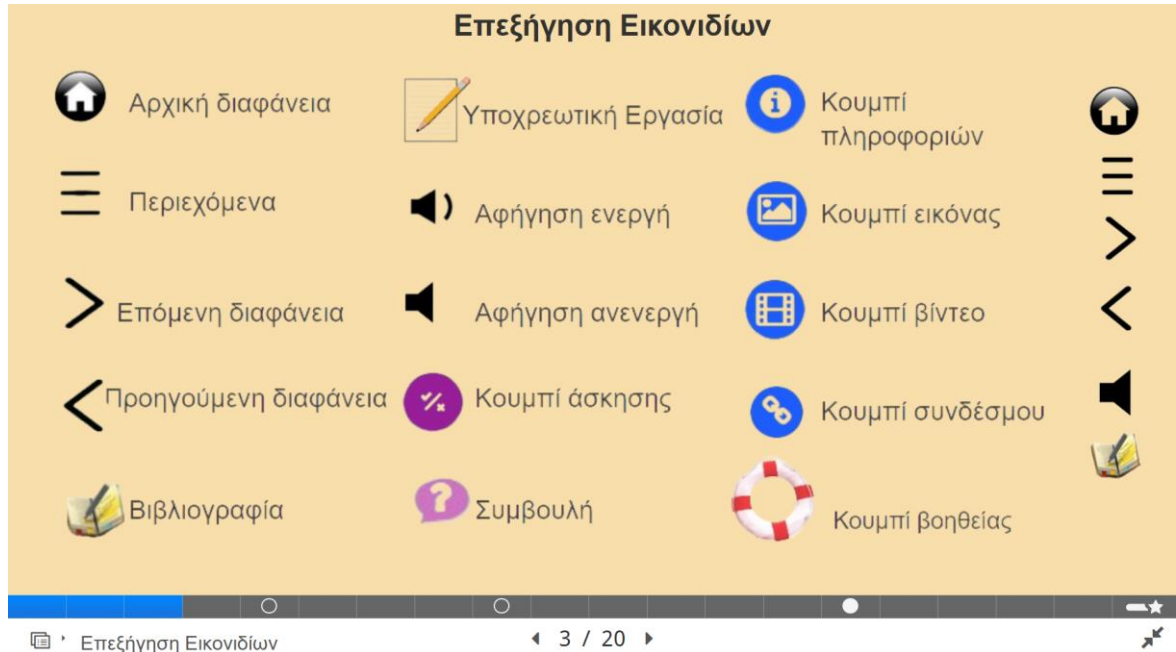 Επεξήγηση Εικονιδίων
Αρχική διαφάνεια
Περιεχόμενα
Επόμενη διαφάνεια
Προηγούμενη διαφάνεια
Βιβλιογραφία
Υποχρεωτική Εργασία
Αφήγηση ενεργή
Αφήγηση ανενεργή
Κουμπί άσκησης
Συμβουλή
Κουμπί
πληροφοριών
Κουμπί εικόνας
Κουμπί βίντεο
Κουμπί συνδέσμου
Κουμπί βοηθείας
Επεξήγηση Εικονιδίων
3 / 20